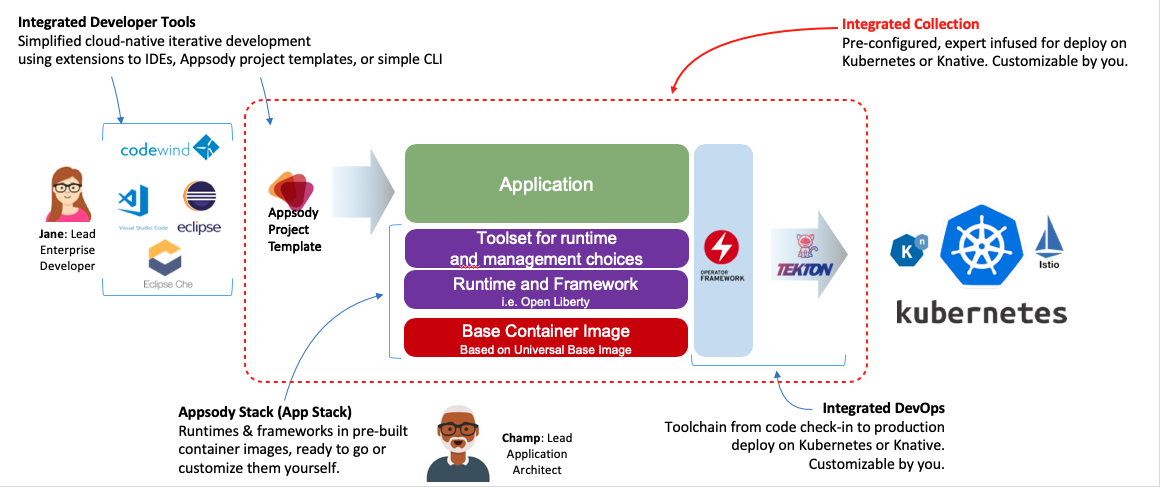 Integrated Developer Tools
Simplified cloud-native iterative development
using extensions to IDEs, Appsody project templates, or simple CLI
Integrated Collection
Pre-configured, expert infused for deploy on
Kubernetes or Knative. Customizable by you.
codewind
Visual Studio Code
eclipse
Eclipse Che
Jane: Lead
Enterprise
Developer
Appsody
Project
Template
Application
Toolset for runtime
and management choices
Runtime and Framework
i.e. Open Liberty
Base Container Image
Based on Universal Base Image
OPERATOR
FRAMEWORK
TEKTON
K
n
Istio
kubernetes
Appsody Stack (App Stack)
Runtimes & frameworks in pre-built
container images, ready to go or
customize them yourself.
Champ: Lead
Application
Architect
Integrated DevOps
Toolchain from code check-in to production
deploy on Kubernetes or Knative.
Customizable by you.